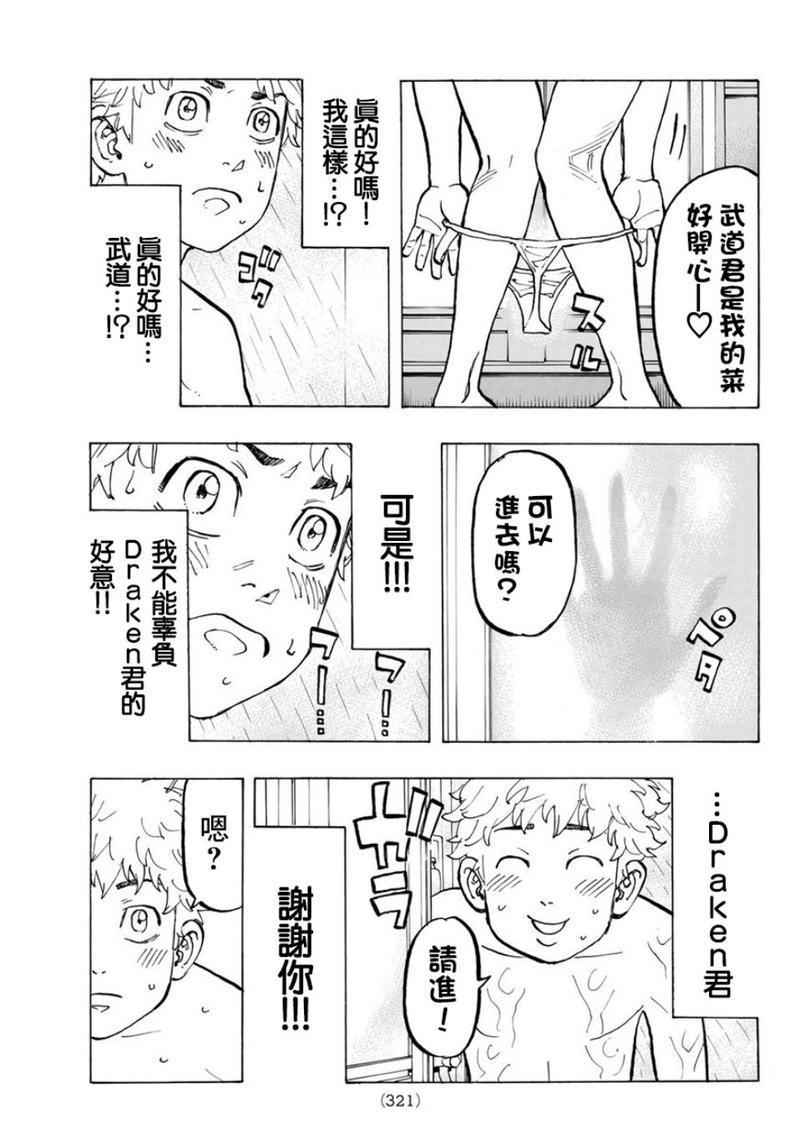 武道君是我的菜
好開心—♡
スル
眞的好嗎！
我這樣…!?
ゴク
眞的好嗎…
武道…!?
可以
進去嗎？
ペタ
可是!!!
ゴー…
ゴー…
我不能辜負
Draken君的
好意!!
…Draken君
請進！
ガラ
謝謝你!!!
嗯？
(321)